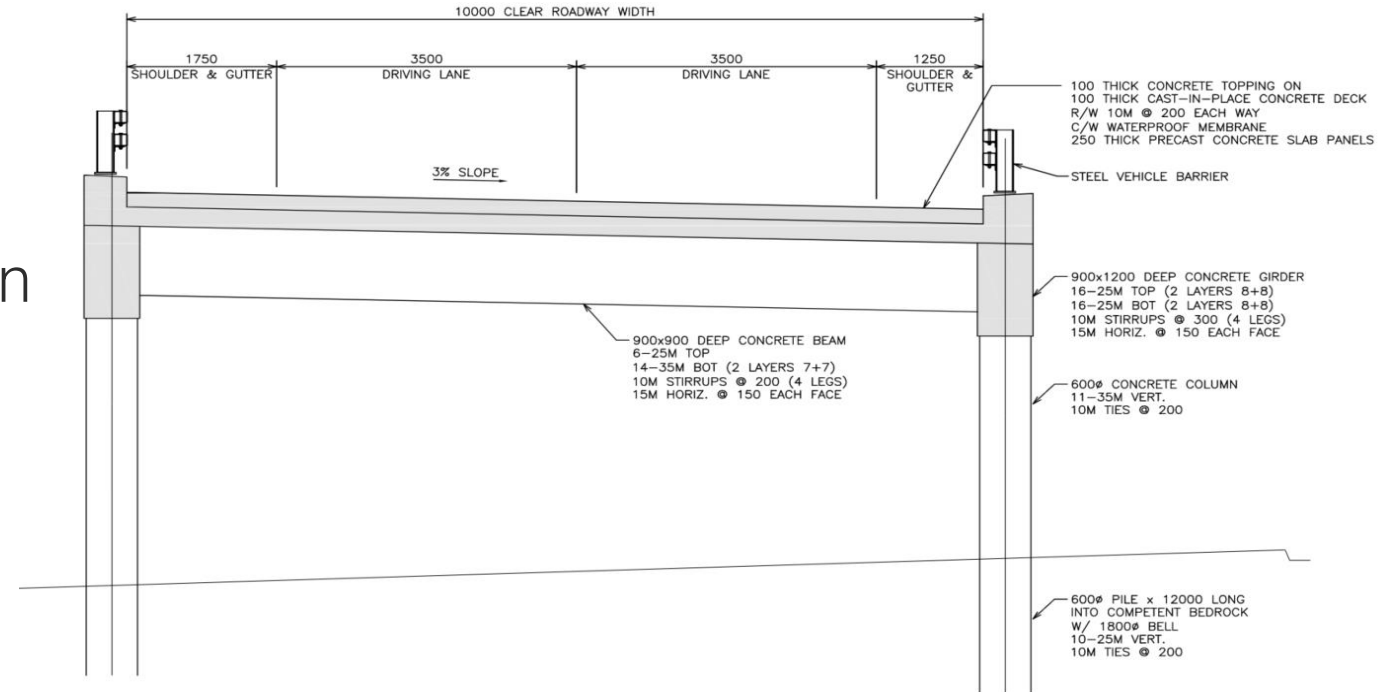 10000 CLEAR ROADWAY WIDTH
1750
SHOULDER & GUTTER
3500
DRIVING LANE
3500
DRIVING LANE
1250
SHOULDER &
GUTTER
100 THICK CONCRETE TOPPING ON
100 THICK CAST-IN-PLACE CONCRETE DECK
R/W 10M @ 200 EACH WAY
C/W WATERPROOF MEMBRANE
250 THICK PRECAST CONCRETE SLAB PANELS
STEEL VEHICLE BARRIER
3% SLOPE
n
900x1200 DEEP CONCRETE GIRDER
16-25M TOP (2 LAYERS 8+8)
16-25M BOT (2 LAYERS 8+8)
10M STIRRUPS @ 300 (4 LEGS)
15M HORIZ. @ 150 EACH FACE
900x900 DEEP CONCRETE BEAM
6-25M TOP
14-35M BOT (2 LAYERS 7+7)
10M STIRRUPS @ 200 (4 LEGS)
15M HORIZ. @ 150 EACH FACE
600ø CONCRETE COLUMN
11-35M VERT.
10M TIES @ 200
600ø PILE x 12000 LONG
INTO COMPETENT BEDROCK
W/ 1800ø BELL
10-25M VERT.
10M TIES @ 200